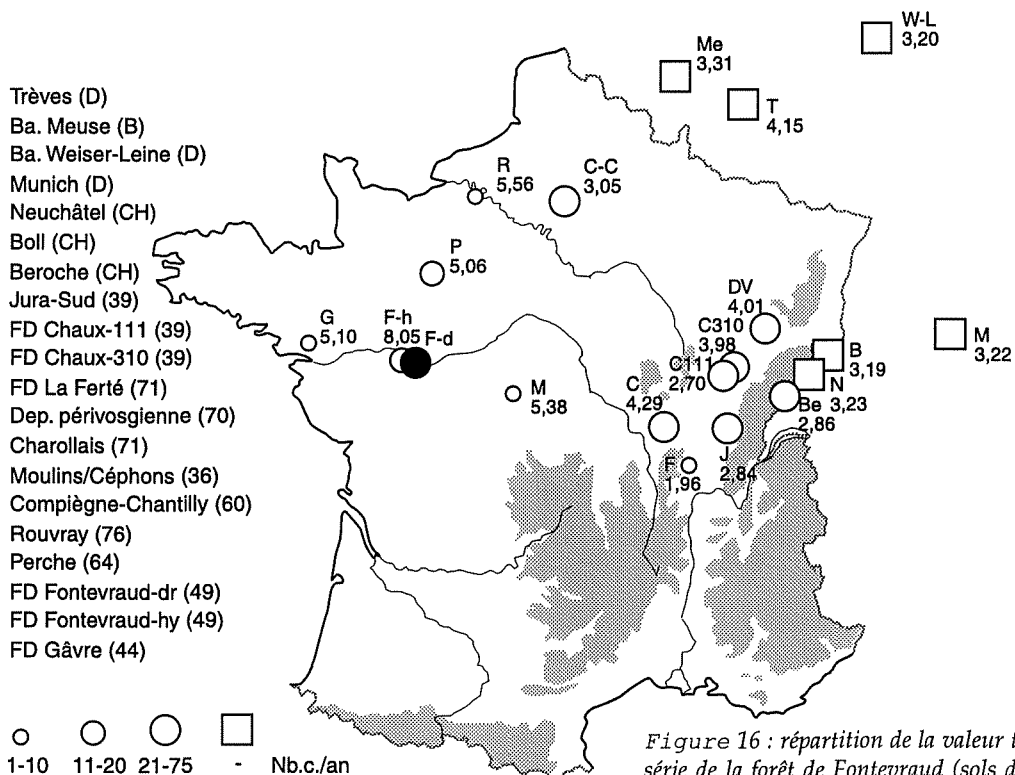 Trèves (D)
Ba. Meuse (B)
Ba. Weiser-Leine (D)
Munich (D)
Neuchâtel (CH)
Boll (CH)
Beroche (CH)
Jura-Sud (39)
FD Chaux-111 (39)
FD Chaux-310 (39)
FD La Ferté (71)
Dep. périvosgienne (70)
Charollais (71)
Moulins/Céphons (36)
Compiègne-Chantilly (60)
Rouvray (76)
Perche (64)
FD Fontevraud-dr (49)
FD Fontevraud-hy (49)
FD Gâvre (44)
W-L
3,20
Me
3,31
T
4,15
R
5,56
C-C
3,05
P
5,06
G
5,10
F-h
8,05
F-d
M
5,38
DV
4,01
C310
3,98
C111
2,70
C
4,29
F
1,96
J
2,84
B
3,19
N
3,23
Be
2,86
M
3,22
1-10 11-20 21-75 - Nb.c./an
Figure 16 : répartition de la valeur
série de la forêt de Fontevraud (sols